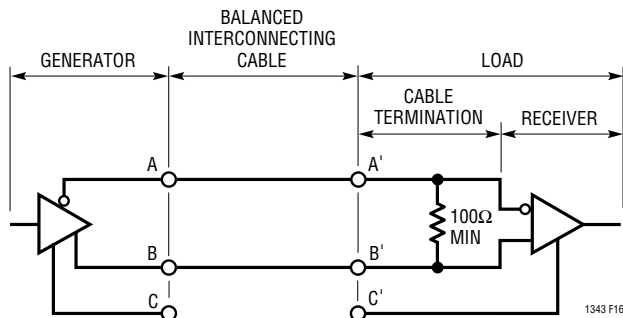 BALANCED
INTERCONNECTING
CABLE
GENERATOR
LOAD
CABLE
TERMINATION
RECEIVER
A
A'
100Ω
MIN
B
B'
C
C'
1343 F16